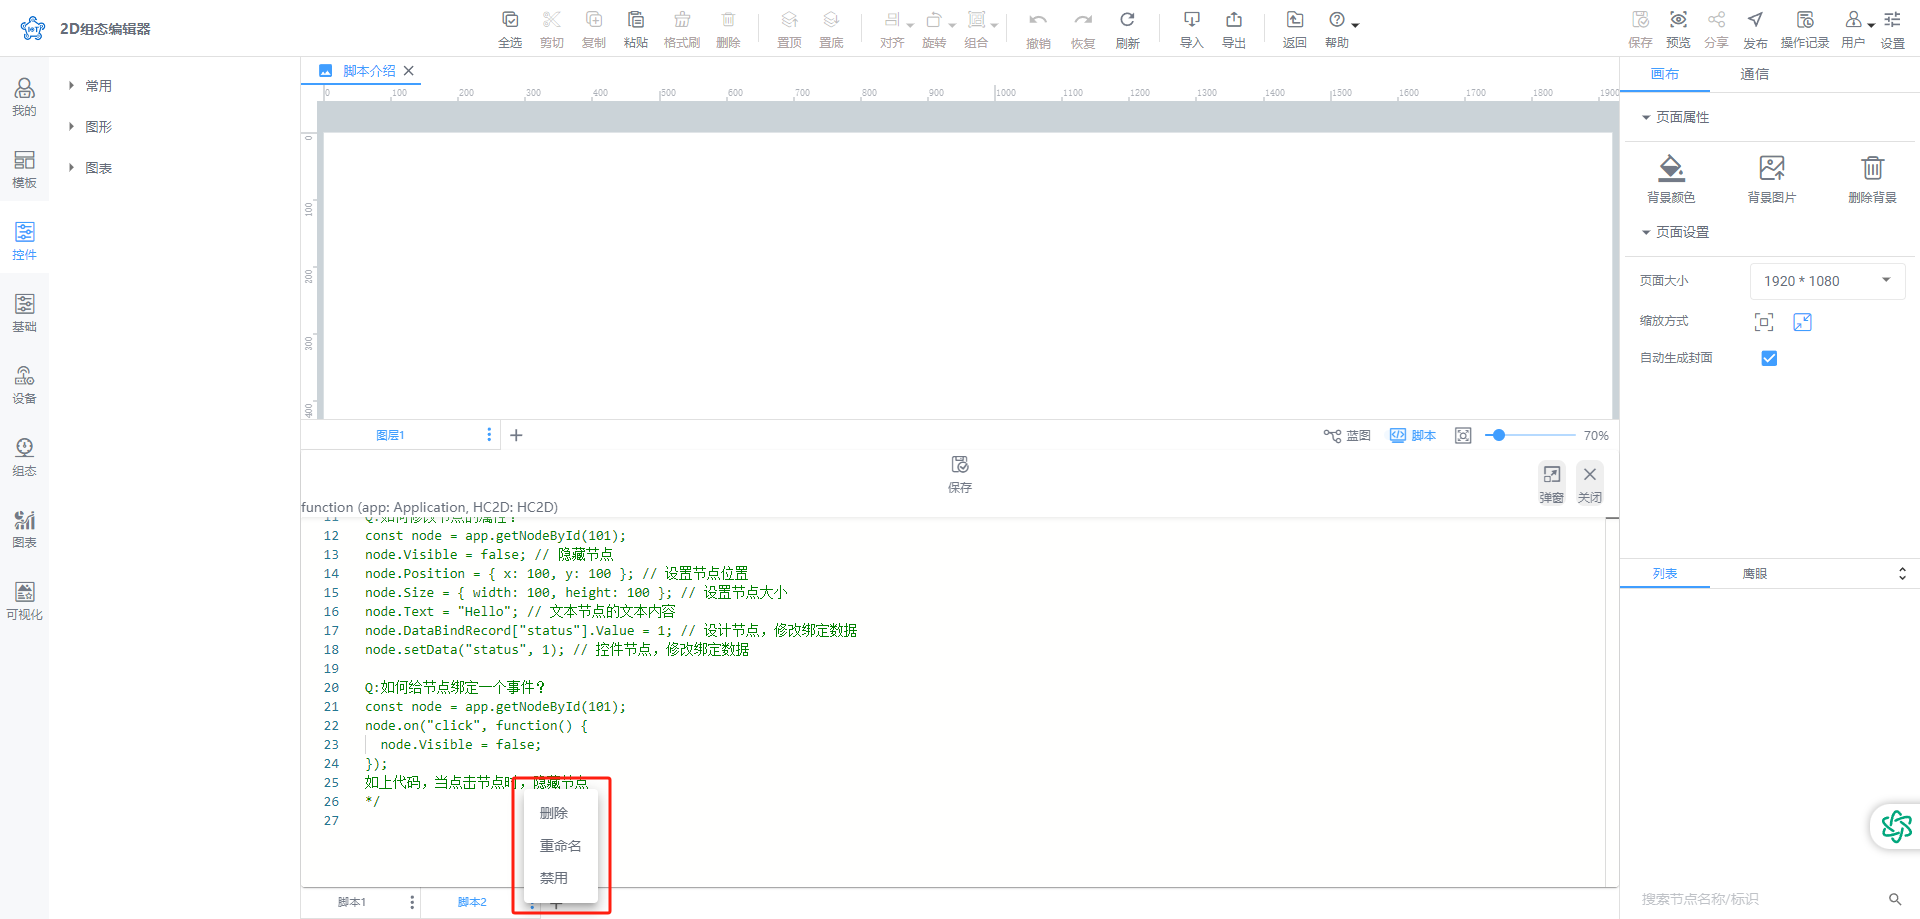 2D组态编辑器
全选 剪切 复制 粘贴 格式刷 删除 置顶 置底 对齐 旋转 组合 撤销 恢复 刷新 导入 导出 返回 帮助 保存 预览 分享 发布 操作记录 用户 设置
我的
模板
控件
基础
设备
组态
图表
可视化
常用
图形
图表
脚本介绍
0 100 200 300 400 500 600 700 800 900 1000 1100 1200 1300 1400 1500 1600 1700 1800 1900
0
100
200
300
400
图层1
蓝图 脚本 70%
保存
弹窗 关闭
function (app: Application, HC2D: HC2D)
11 Q:如何修改节点的属性?
12 const node = app.getNodeById(101);
13 node.Visible = false; // 隐藏节点
14 node.Position = { x: 100, y: 100 }; // 设置节点位置
15 node.Size = { width: 100, height: 100 }; // 设置节点大小
16 node.Text = "Hello"; // 文本节点的文本内容
17 node.DataBindRecord["status"].Value = 1; // 设计节点，修改绑定数据
18 node.setData("status", 1); // 控件节点，修改绑定数据
19
20 Q:如何给节点绑定一个事件？
21 const node = app.getNodeById(101);
22 node.on("click", function() {
23 node.Visible = false;
24 });
25 如上代码，当点击节点时，隐藏节点
26 */
27
删除
重命名
禁用
脚本1 脚本2
画布 通信
页面属性
背景颜色 背景图片 删除背景
页面设置
页面大小 1920 * 1080
缩放方式
自动生成封面
列表 鹰眼
搜索节点名称/标识